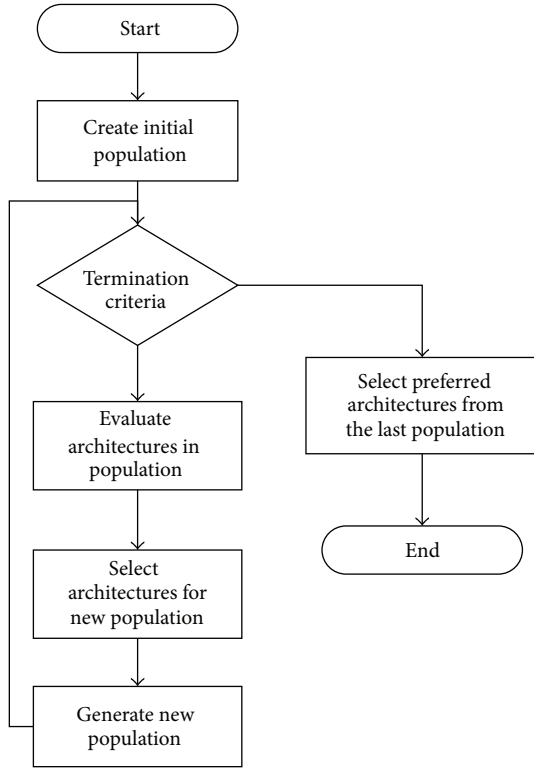 Start
Create initial
population
Termination
criteria
Evaluate
architectures in
population
Select preferred
architectures from
the last population
Select
architectures for
new population
End
Generate new
population